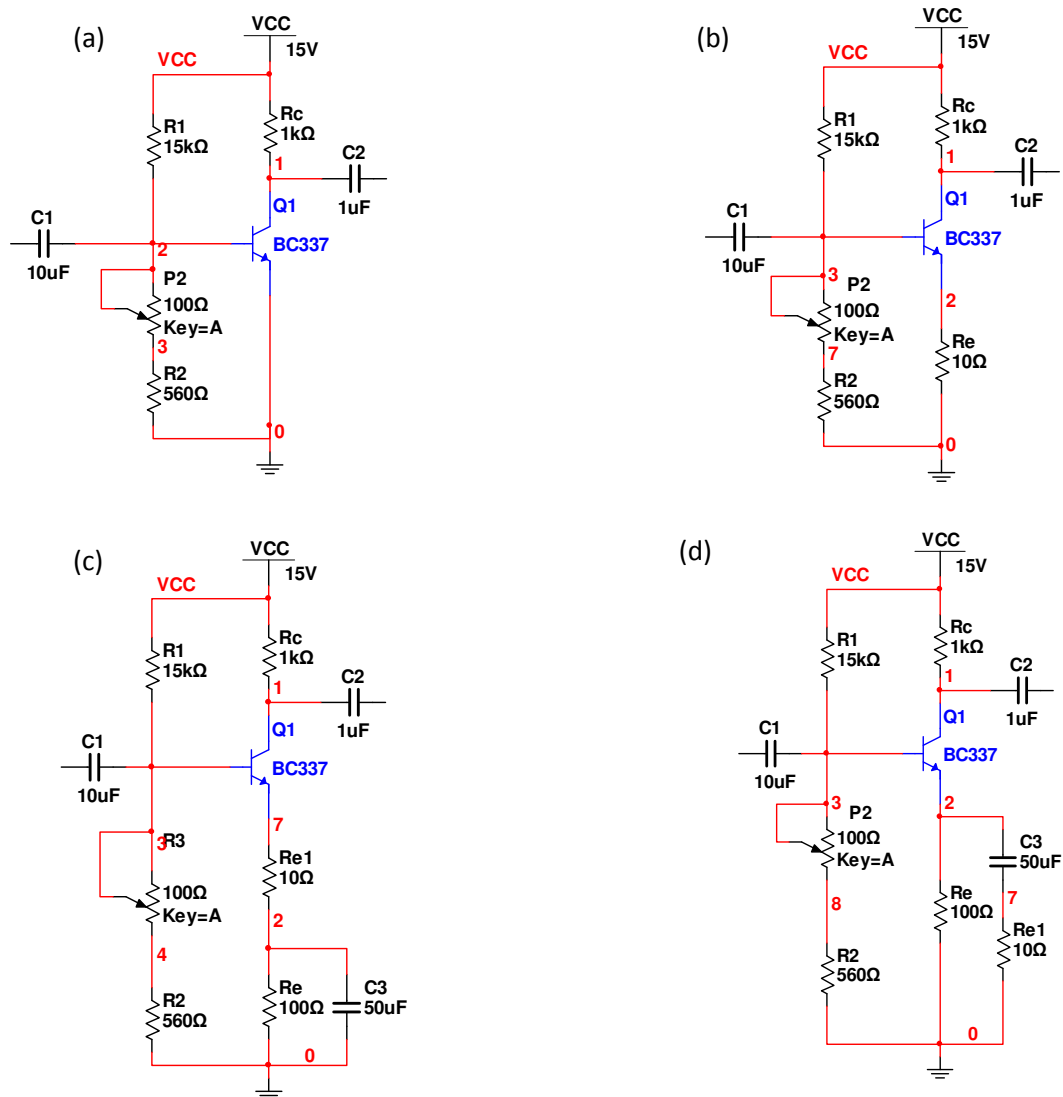 (a)
VCC
15V
VCC
Rc
1kΩ
R1
15kΩ
1
C2
1uF
Q1
C1
10uF
2
BC337
P2
100Ω
Key=A
3
R2
560Ω
0
(b)
VCC
15V
VCC
Rc
1kΩ
R1
15kΩ
1
C2
1uF
Q1
C1
10uF
BC337
3
P2
100Ω
Key=A
2
7
Re
10Ω
R2
560Ω
0
(c)
VCC
15V
VCC
Rc
1kΩ
R1
15kΩ
1
C2
1uF
Q1
C1
10uF
BC337
7
3
R3
Re1
10Ω
100Ω
Key=A
2
4
R2
560Ω
Re
100Ω
C3
50uF
0
(d)
VCC
15V
VCC
Rc
1kΩ
R1
15kΩ
1
C2
1uF
Q1
C1
10uF
BC337
3
P2
100Ω
Key=A
2
C3
50uF
8
7
Re
100Ω
Re1
10Ω
R2
560Ω
0